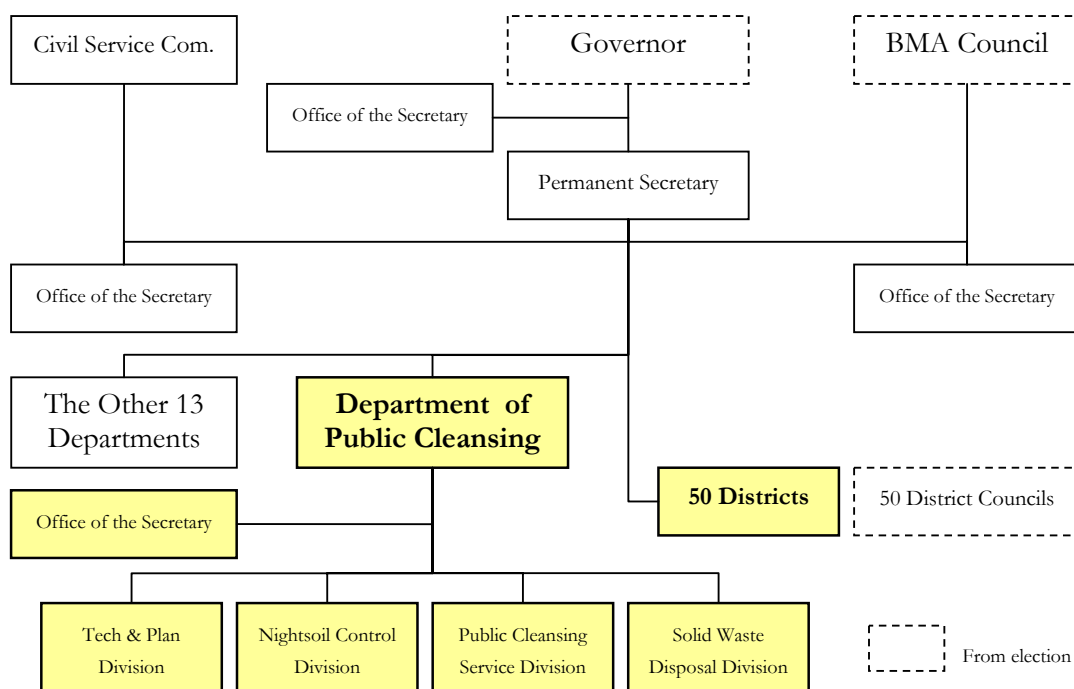 Civil Service Com.
Governor
BMA Council
Office of the Secretary
Permanent Secretary
Office of the Secretary
Office of the Secretary
The Other 13
Departments
Department of
Public Cleansing
50 Districts
50 District Councils
Office of the Secretary
Tech & Plan
Division
Nightsoil Control
Division
Public Cleansing
Service Division
Solid Waste
Disposal Division
From election